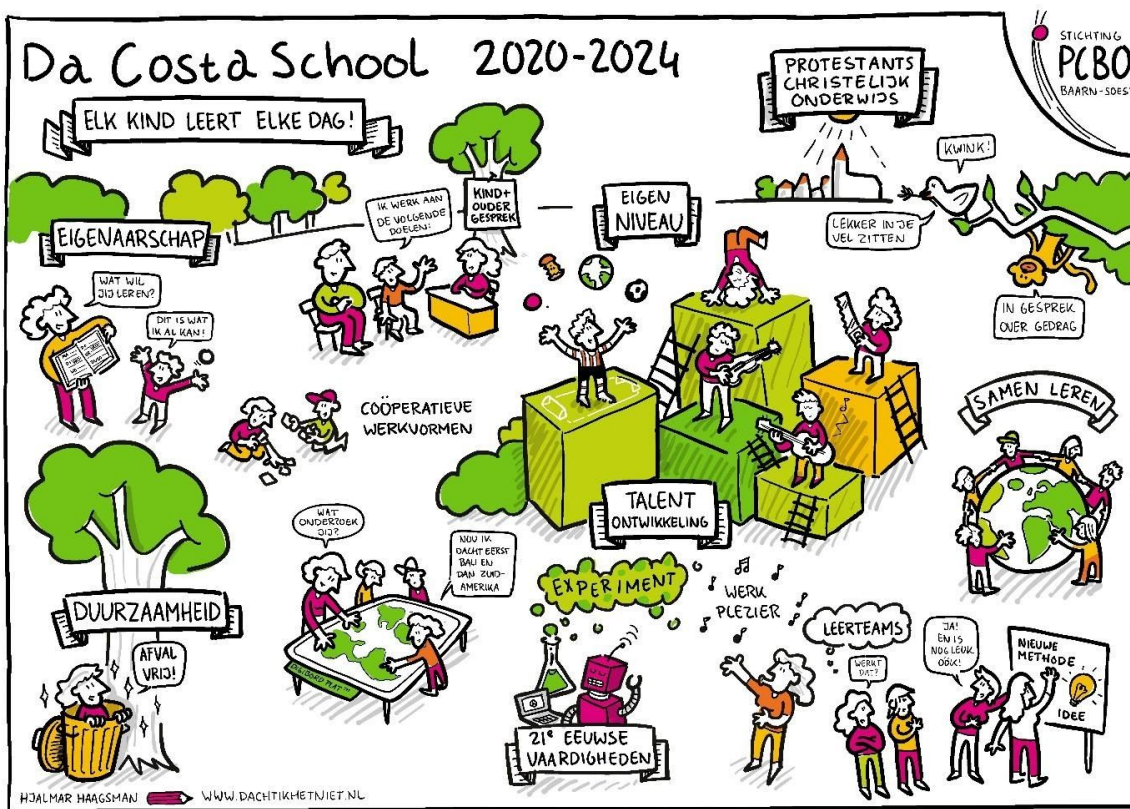 Da Costa School 2020-2024
STICHTING
PCBO
BAARN-SOEST
ELK KIND LEERT ELKE DAG!
PROTESTANTS
CHRISTELIJK
ONDERWIJS
KWINK!
LEKKER IN JE
VEL ZITTEN
IN GESPREK
OVER GEDRAG
EIGENAARSCHAP
WAT WIL
JIJ LEREN?
DIT IS WAT
IK AL KAN!
IK WERK AAN
DE VOLGENDE
DOELEN:
KIND+
OUDER
GESPREK
EIGEN
NIVEAU
COÖPERATIEVE
WERKVORMEN
TALENT
ONTWIKKELING
SAMEN LEREN
DUURZAAMHEID
AFVAL
VRIJ!
WAT
ONDERZOEK
JIJ?
NOU IK
DACHT EERST
BALI EN
DAN ZUID-
AMERIKA
DIGIBORD PLAT
EXPERIMENT
21e EEUWSE
VAARDIGHEDEN
WERK
PLEZIER
LEERTEAMS
WERKT
DAT?
JA!
EN IS
NOG LEUK
OÓK!
NIEUWE
METHODE
IDEE
HJALMAR HAAGSMAN WWW.DACHTIKHETNIET.NL